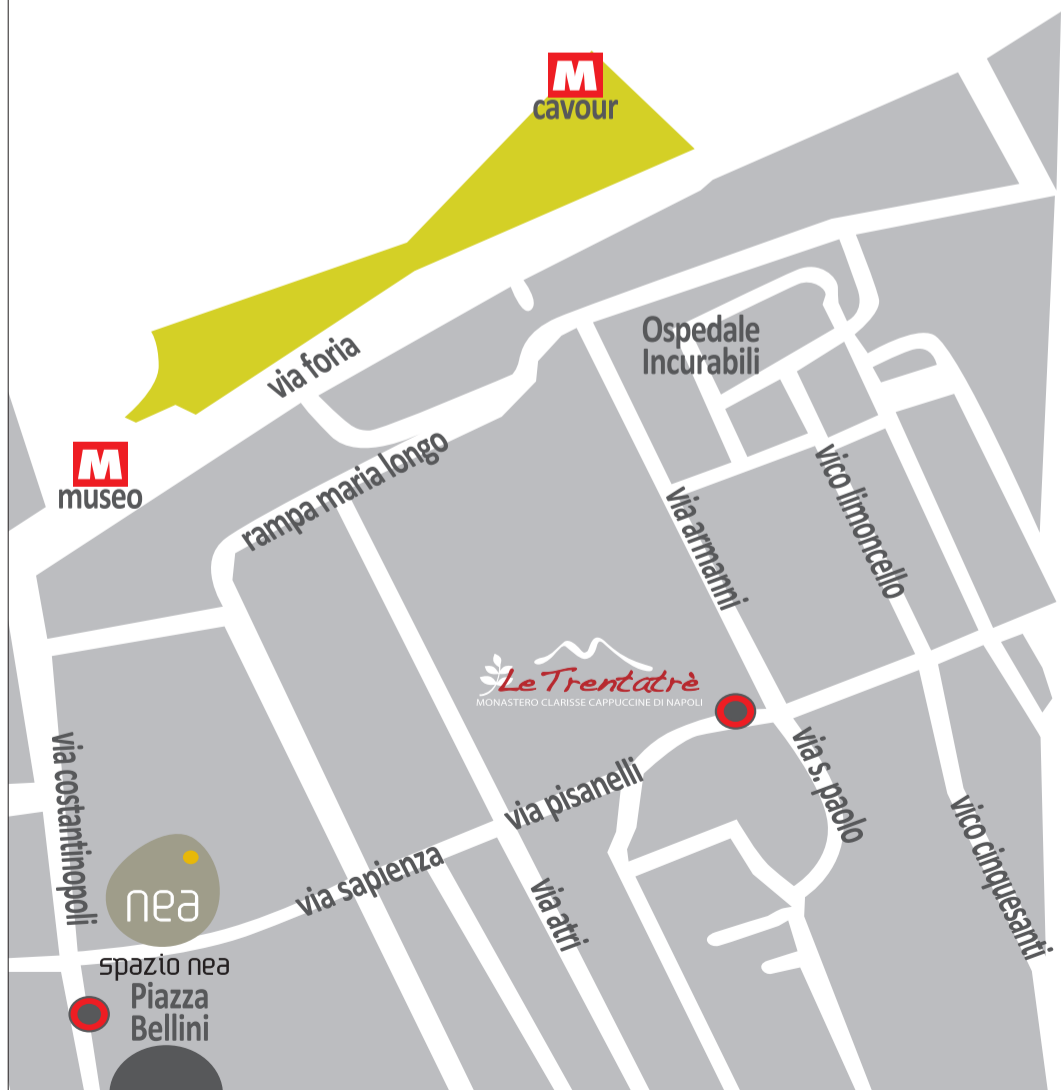 M
cavour
Ospedale
Incurabili
via foria
M
museo
rampa maria longo
via armanni
vico limoncello
Le Trentatrè
MONASTERO CLARISSE CAPPUCCINE DI NAPOLI
via costantinopoli
via pisanelli
via s. paolo
vico cinquesanti
via sapienza
via atri
nea
spazio nea
Piazza
Bellini